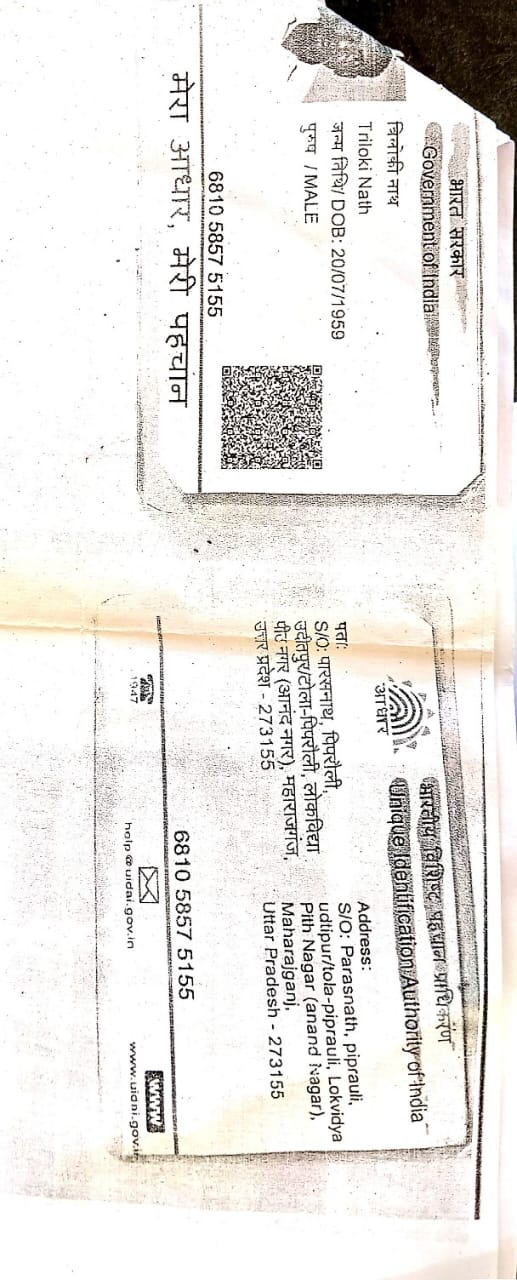 भारत सरकार
Government of India
त्रिलोकी नाथ
Triloki Nath
जन्म तिथि/ DOB: 20/07/1959
पुरुष / MALE
6810 5857 5155
मेरा आधार, मेरी पहचान
भारतीय विशिष्ट पहचान प्राधिकरण
Unique Identification Authority of India
आधार
पता:
S/O: पारसनाथ, पिपरौली,
उदीतपुर/टोला-पिपरौली, लोकविद्या
पीठ नगर (आनंद नगर), महाराजगंज,
उत्तर प्रदेश - 273155
Address:
S/O: Parasnath, piprauli,
udtipur/tola-piprauli, Lokvidya
Pith Nagar (anand Nagar),
Maharajganj,
Uttar Pradesh - 273155
6810 5857 5155
1947
help @ uidai.gov.in
www
www.uidai.gov.in